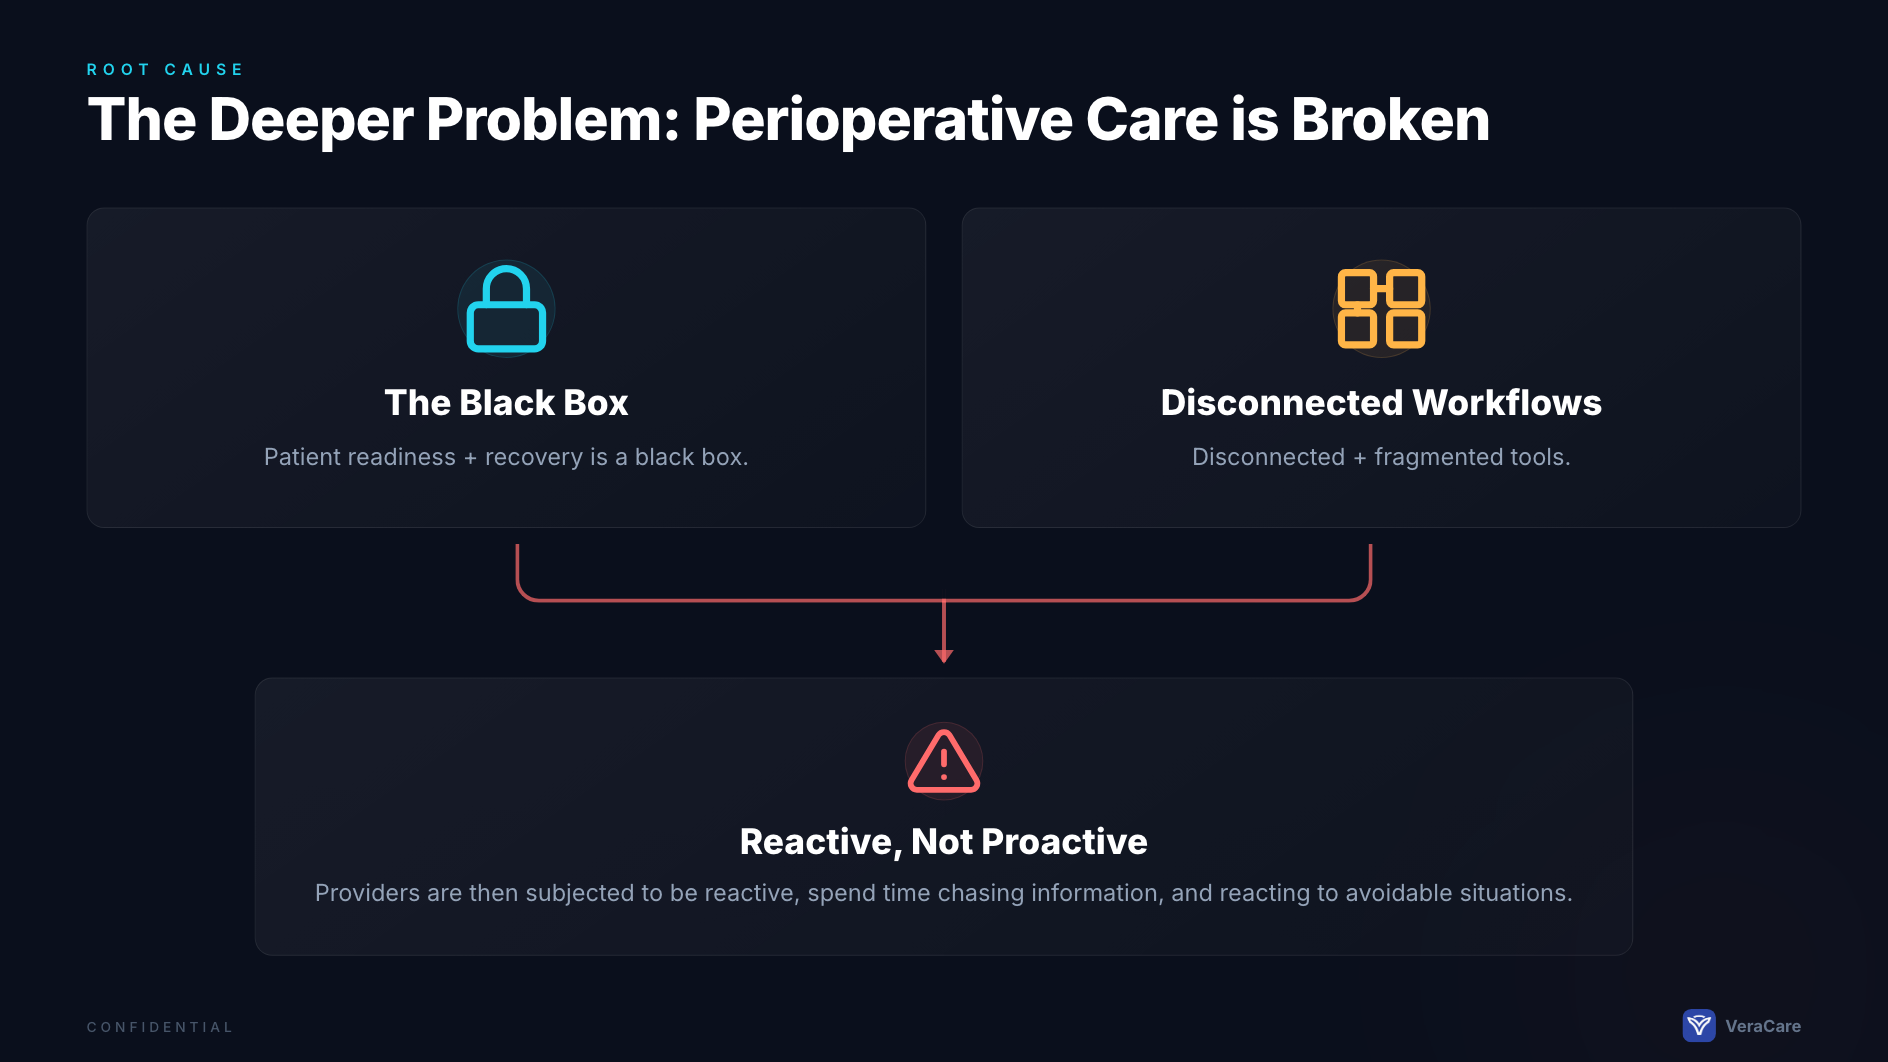 ROOT CAUSE
The Deeper Problem: Perioperative Care is Broken
The Black Box
Patient readiness + recovery is a black box.
Disconnected Workflows
Disconnected + fragmented tools.
Reactive, Not Proactive
Providers are then subjected to be reactive, spend time chasing information, and reacting to avoidable situations.
CONFIDENTIAL
VeraCare